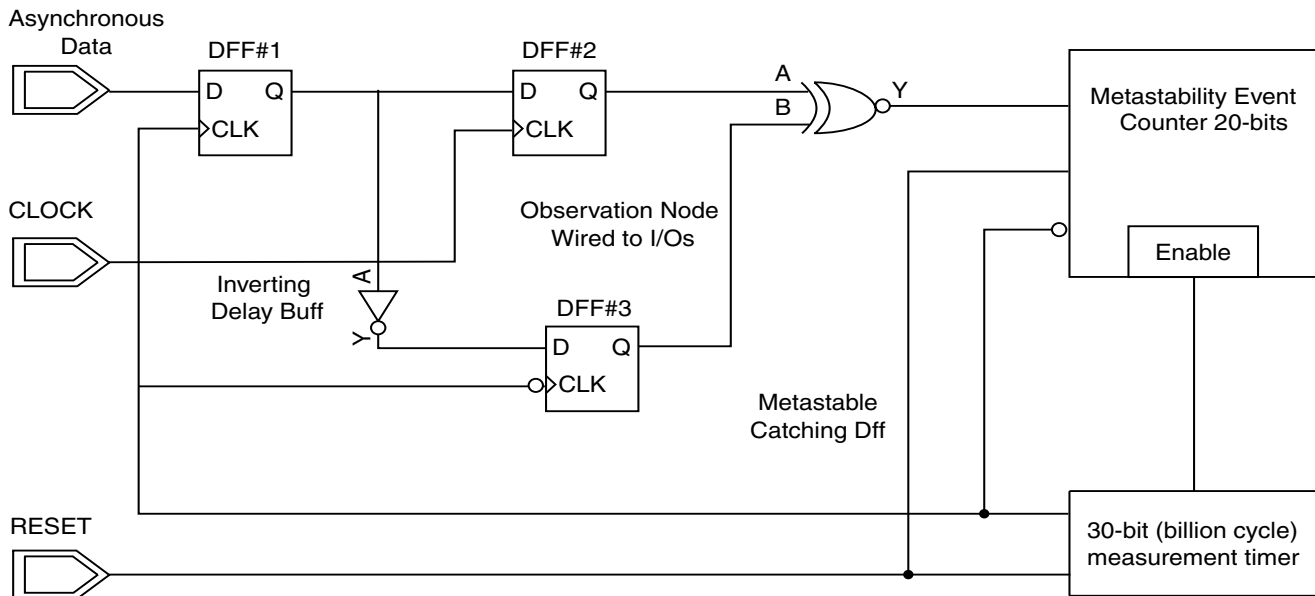 Asynchronous
Data
DFF#1
D Q
CLK
DFF#2
D Q
CLK
A
B
Y
Metastability Event
Counter 20-bits
Enable
CLOCK
Observation Node
Wired to I/Os
Inverting
Delay Buff
A
Y
DFF#3
D Q
CLK
Metastable
Catching Dff
RESET
30-bit (billion cycle)
measurement timer